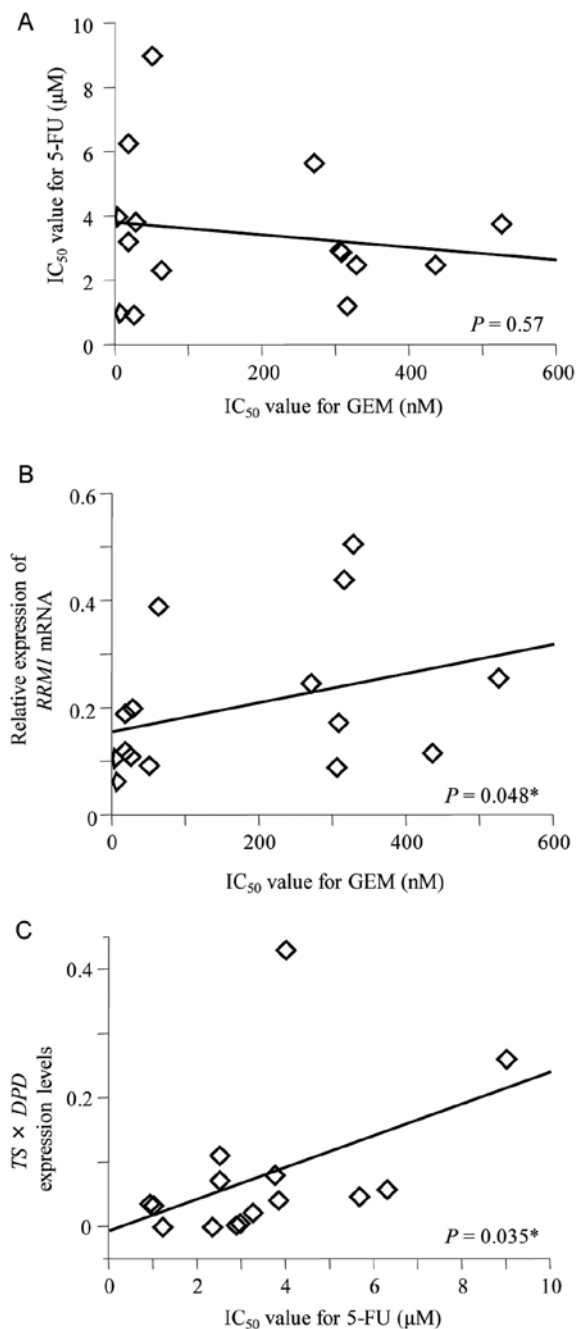 A
10
8
6
4
2
0
IC₅₀ value for 5-FU (μM)
P = 0.57
0 200 400 600
IC₅₀ value for GEM (nM)
B
0.6
0.4
0.2
0
Relative expression of
RRM1 mRNA
P = 0.048*
0 200 400 600
IC₅₀ value for GEM (nM)
C
0.4
0.2
0
TS × DPD
expression levels
P = 0.035*
0 2 4 6 8 10
IC₅₀ value for 5-FU (μM)